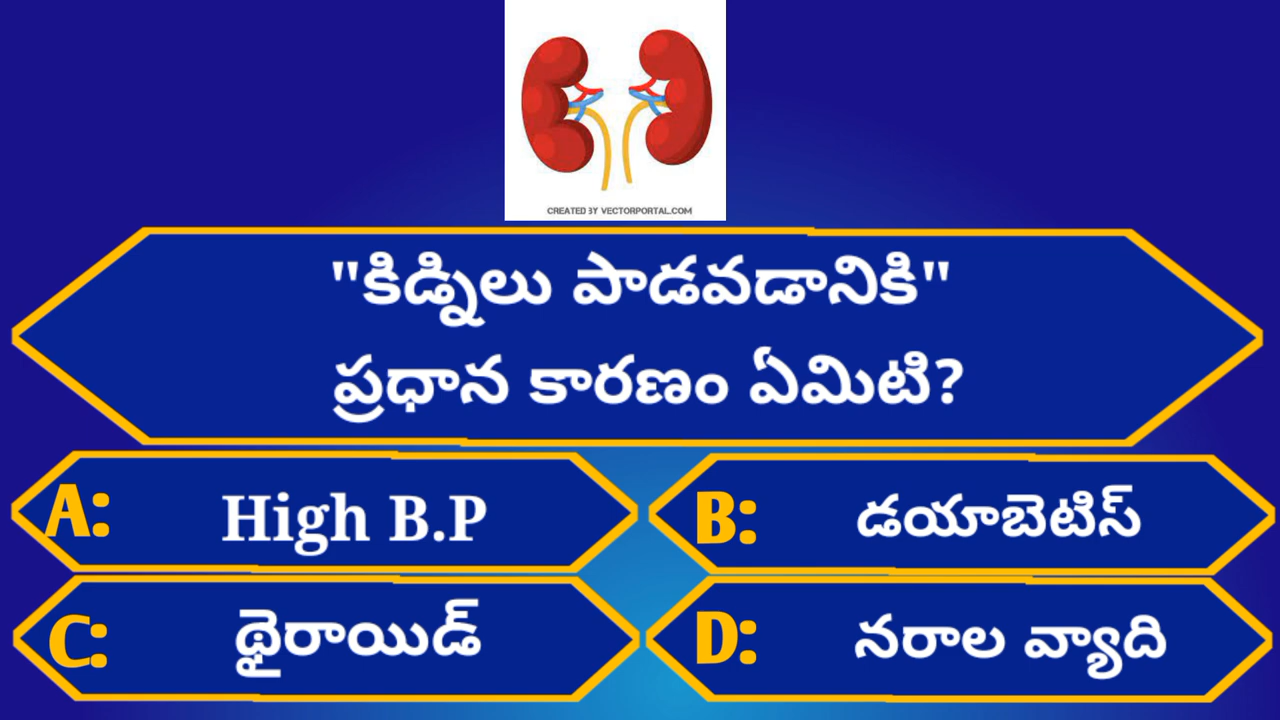 CREATED BY VECTORPORTAL.COM
"కిడ్నిలు పాడవడానికి"
ప్రధాన కారణం ఏమిటి?
A: High B.P
B: డయాబెటిస్
C: థైరాయిడ్
D: నరాల వ్యాది